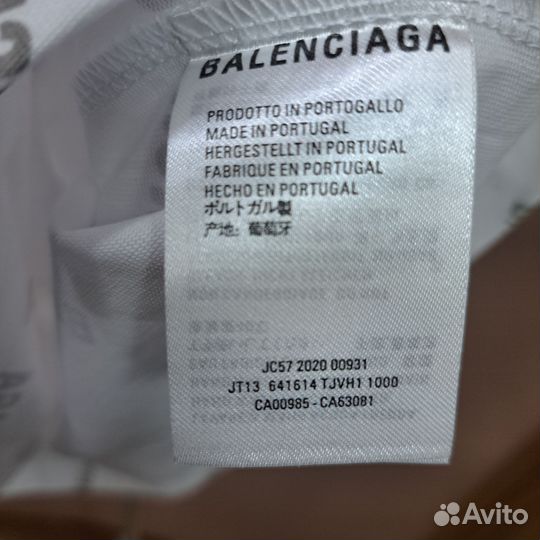 BALENCIAGA
PRODOTTO IN PORTOGALLO
MADE IN PORTUGAL
HERGESTELLT IN PORTUGAL
FABRIQUE EN PORTUGAL
HECHO EN PORTUGAL
ポルトガル製
产地: 葡萄牙
JC57 2020 00931
JT13 641614 TJVH1 1000
CA00985 - CA63081
Avito